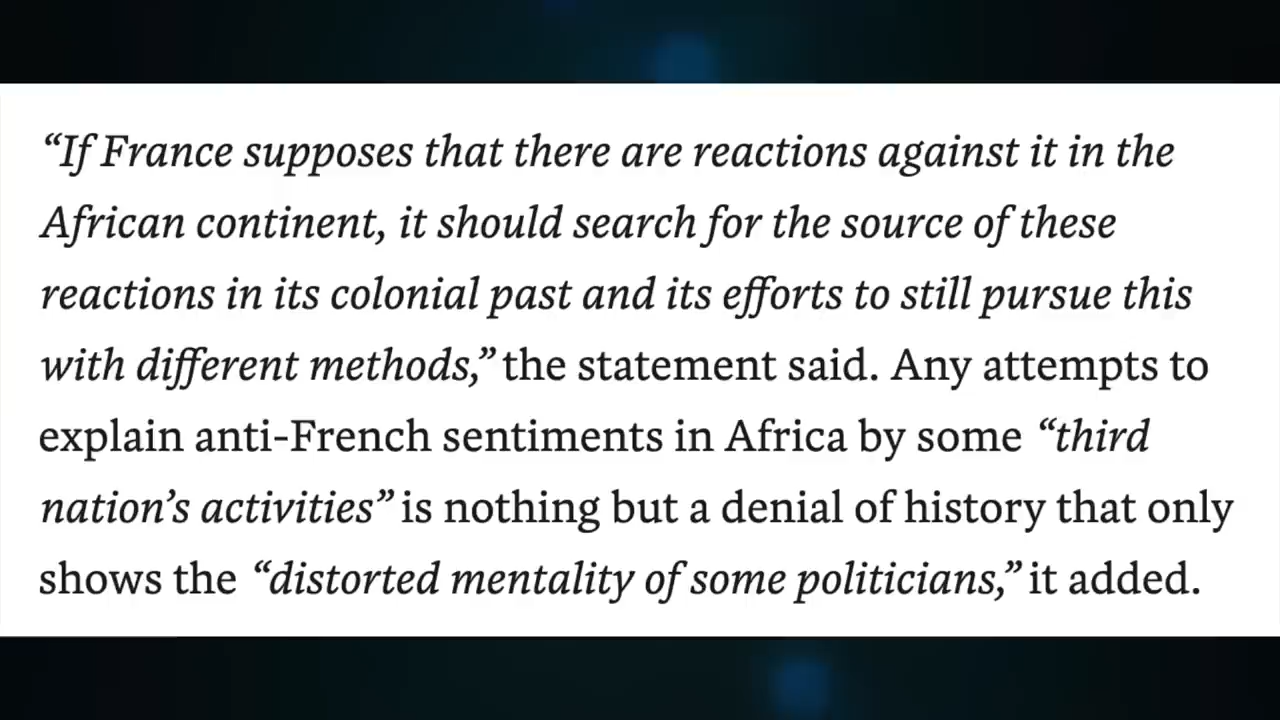 “If France supposes that there are reactions against it in the
African continent, it should search for the source of these
reactions in its colonial past and its efforts to still pursue this
with different methods,” the statement said. Any attempts to
explain anti-French sentiments in Africa by some “third
nation’s activities” is nothing but a denial of history that only
shows the “distorted mentality of some politicians,” it added.